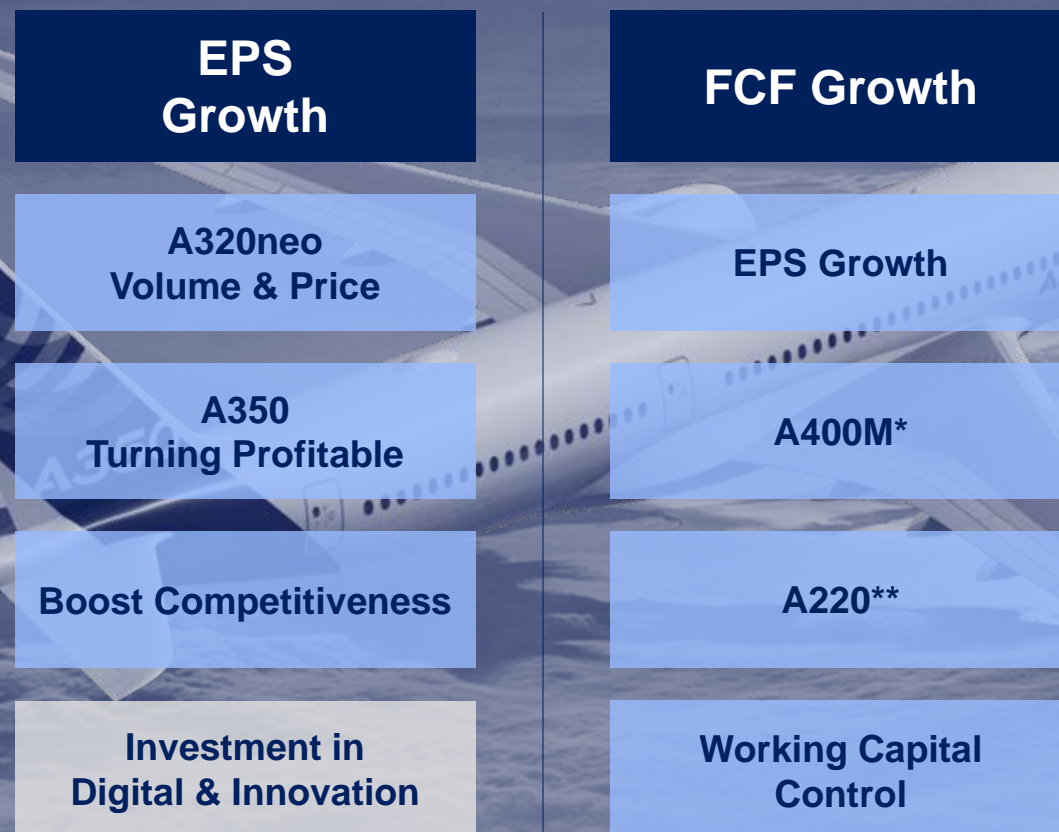 EPS
Growth
A320neo
Volume & Price
A350
Turning Profitable
Boost Competitiveness
Investment in
Digital & Innovation
FCF Growth
EPS Growth
A400M*
A220**
Working Capital
Control
A350